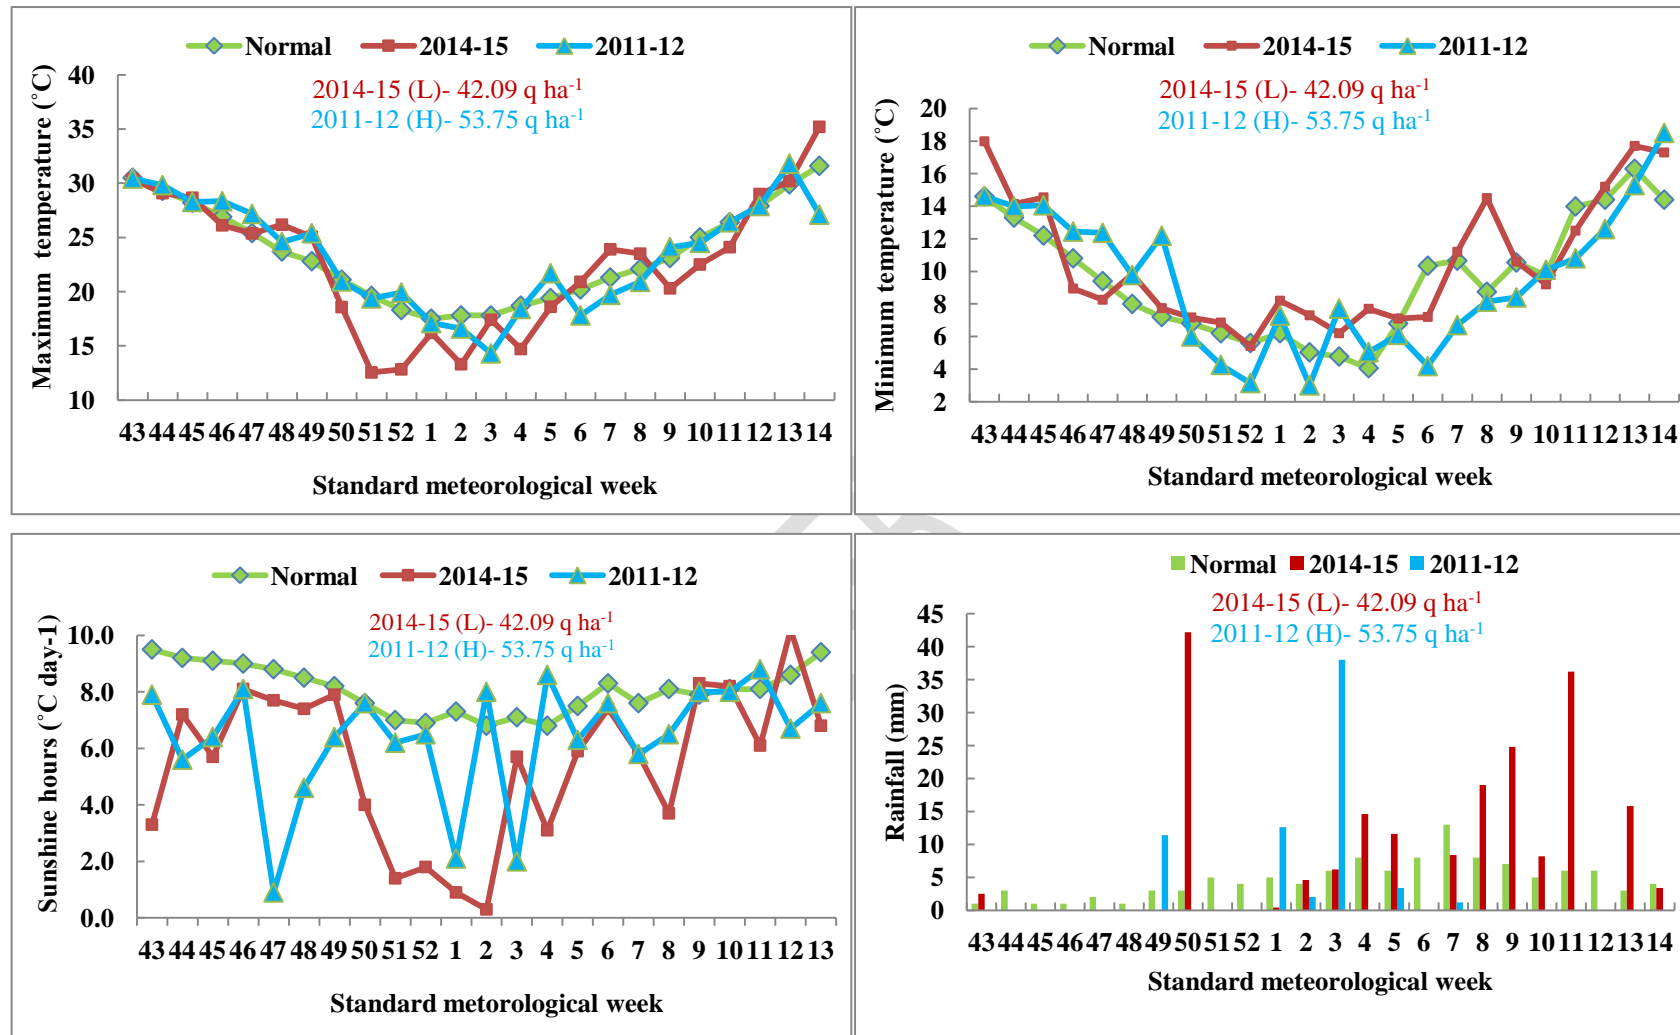 Normal 2014-15 2011-12
2014-15 (L)- 42.09 q ha-1
2011-12 (H)- 53.75 q ha-1
Maximum temperature (˚C)
40
35
30
25
20
15
10
43 44 45 46 47 48 49 50 51 52 1 2 3 4 5 6 7 8 9 10 11 12 13 14
Standard meteorological week
Normal 2014-15 2011-12
2014-15 (L)- 42.09 q ha-1
2011-12 (H)- 53.75 q ha-1
Minimum temperature (˚C)
20
18
16
14
12
10
8
6
4
2
43 44 45 46 47 48 49 50 51 52 1 2 3 4 5 6 7 8 9 10 11 12 13 14
Standard meteorological week
Normal 2014-15 2011-12
2014-15 (L)- 42.09 q ha-1
2011-12 (H)- 53.75 q ha-1
Sunshine hours (˚C day-1)
10.0
8.0
6.0
4.0
2.0
0.0
43 44 45 46 47 48 49 50 51 52 1 2 3 4 5 6 7 8 9 10 11 12 13
Standard metorological week
Normal 2014-15 2011-12
2014-15 (L)- 42.09 q ha-1
2011-12 (H)- 53.75 q ha-1
Rainfall (mm)
45
40
35
30
25
20
15
10
5
0
43 44 45 46 47 48 49 50 51 52 1 2 3 4 5 6 7 8 9 10 11 12 13 14
Standard meteorological week